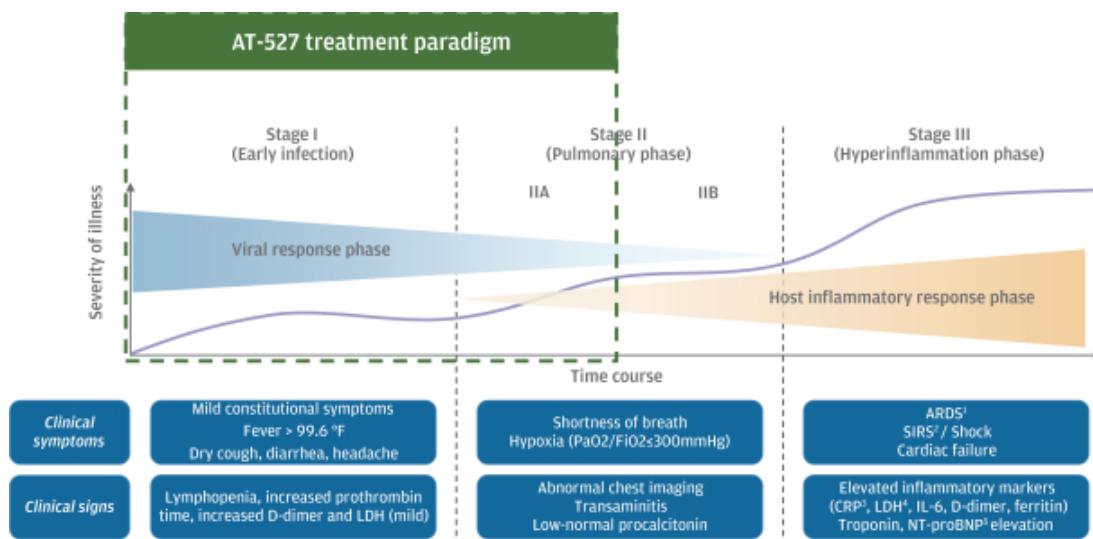 AT-527 treatment paradigm
Stage I
(Early infection)
Stage II
(Pulmonary phase)
Stage III
(Hyperinflammation phase)
IIA
IIB
Severity of illness
Viral response phase
Host inflammatory response phase
Time course
Clinical
symptoms
Mild constitutional symptoms
Fever > 99.6 °F
Dry cough, diarrhea, headache
Shortness of breath
Hypoxia (PaO2/FiO2≤300mmHg)
ARDS¹
SIRS² / Shock
Cardiac failure
Clinical signs
Lymphopenia, increased prothrombin
time, increased D-dimer and LDH (mild)
Abnormal chest imaging
Transaminitis
Low-normal procalcitonin
Elevated inflammatory markers
(CRP³, LDH⁴, IL-6, D-dimer, ferritin)
Troponin, NT-proBNP⁵ elevation